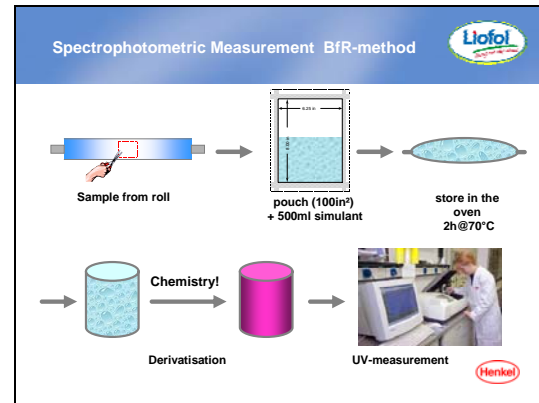 Spectrophotometric Measurement BfR-method
Liofol
Sample from roll
pouch (100in²)
+ 500ml simulant
store in the
oven
2h@70°C
Chemistry!
Derivatisation
UV-measurement
Henkel